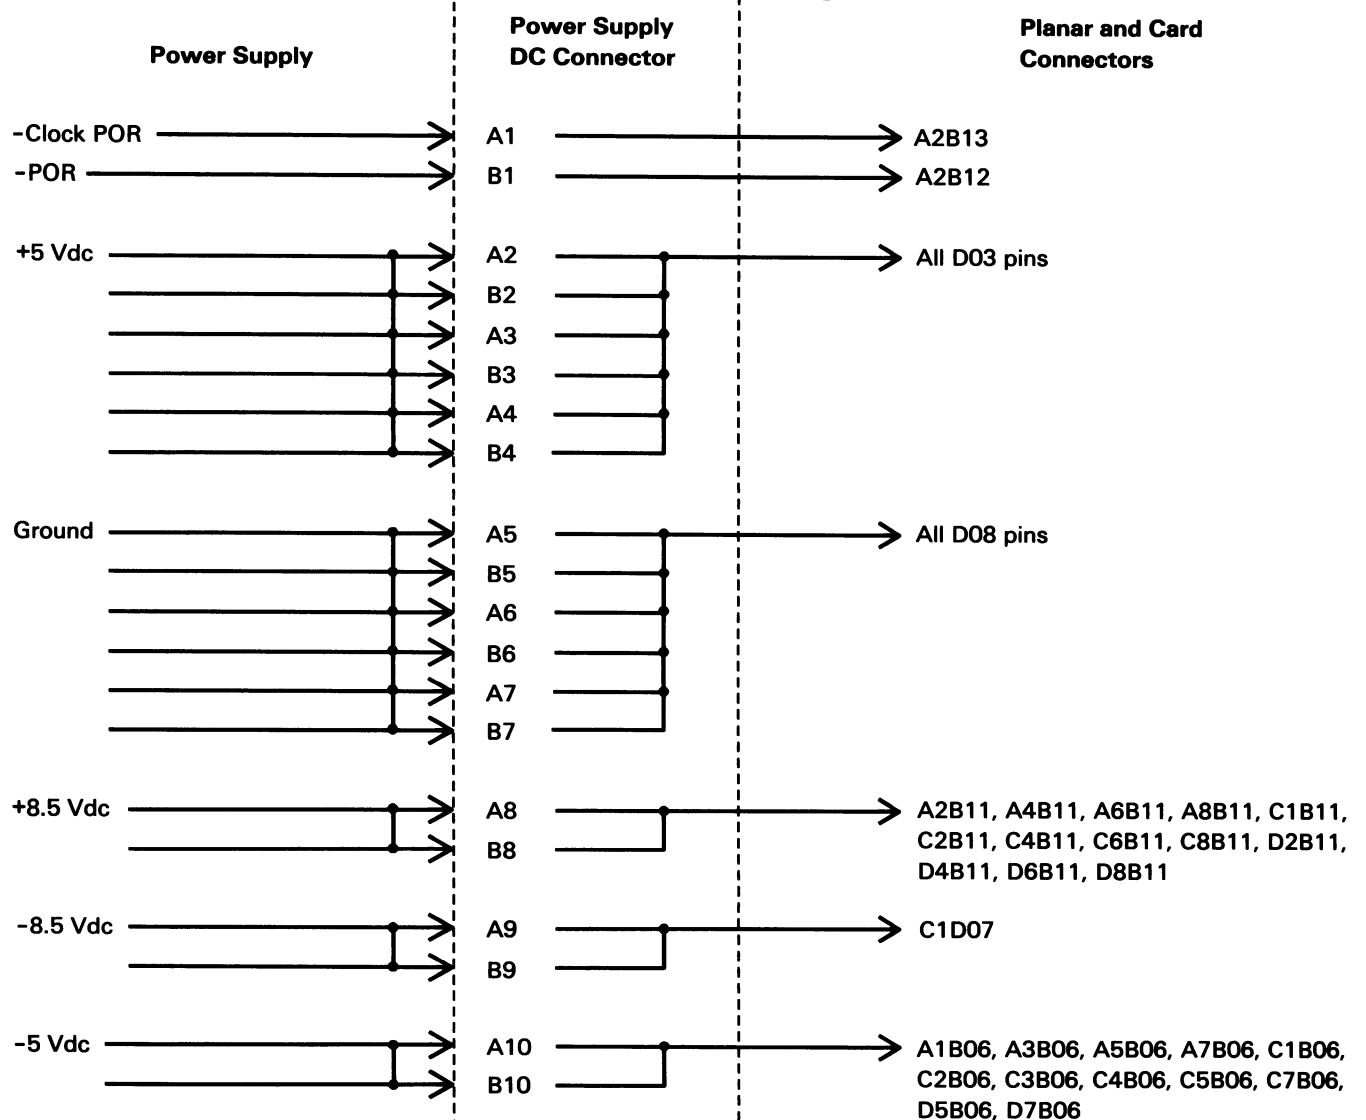 Power Supply
Power Supply
DC Connector
Planar and Card
Connectors
-Clock POR A1 A2B13
-POR B1 A2B12
+5 Vdc A2 All D03 pins
B2
A3
B3
A4
B4
Ground A5 All D08 pins
B5
A6
B6
A7
B7
+8.5 Vdc A8 A2B11, A4B11, A6B11, A8B11, C1B11,
B8 C2B11, C4B11, C6B11, C8B11, D2B11,
D4B11, D6B11, D8B11
-8.5 Vdc A9 C1D07
B9
-5 Vdc A10 A1B06, A3B06, A5B06, A7B06, C1B06,
B10 C2B06, C3B06, C4B06, C5B06, C7B06,
D5B06, D7B06